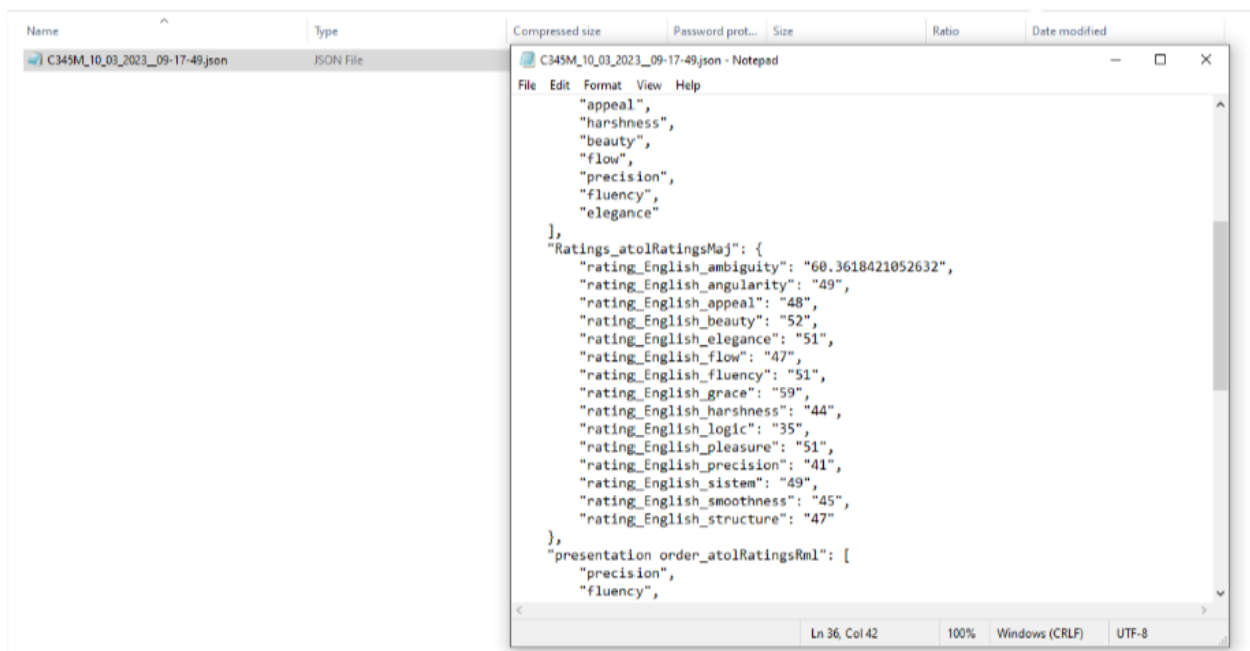 Name Type Compressed size Password prot... Size Ratio Date modified
C345M_10_03_2023__09-17-49.json JSON File
C345M_10_03_2023__09-17-49.json - Notepad
File Edit Format View Help
"appeal",
"harshness",
"beauty",
"flow",
"precision",
"fluency",
"elegance"
],
"Ratings_atolRatingsMaj": {
"rating_English_ambiguity": "60.3618421052632",
"rating_English_angularity": "49",
"rating_English_appeal": "48",
"rating_English_beauty": "52",
"rating_English_elegance": "51",
"rating_English_flow": "47",
"rating_English_fluency": "51",
"rating_English_grace": "59",
"rating_English_harshness": "44",
"rating_English_logic": "35",
"rating_English_pleasure": "51",
"rating_English_precision": "41",
"rating_English_sistem": "49",
"rating_English_smoothness": "45",
"rating_English_structure": "47"
},
"presentation order_atolRatingsRml": [
"precision",
"fluency",
Ln 36, Col 42 100% Windows (CRLF) UTF-8